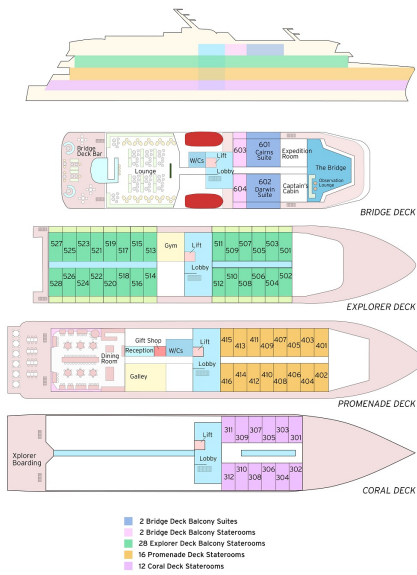 Bridge
Deck Bar
Lounge
W/Cs
Lift
Lobby
603
604
601
Cairns
Suite
602
Darwin
Suite
Expedition
Room
Captain's
Cabin
The Bridge
Observation
Lounge
BRIDGE DECK
527 525 523 521 519 517 515 513
528 526 524 522 520 518 516 514
Gym
Lift
Lobby
511 509 507 505 503 501
512 510 508 506 504 502
EXPLORER DECK
Dining
Room
Gift Shop
Reception
W/Cs
Galley
Lift
Lobby
415 413 411 409 407 405 403 401
416 414 412 410 408 406 404 402
PROMENADE DECK
Xplorer
Boarding
Lift
Lobby
311 309 307 305 303 301
312 310 308 306 304 302
CORAL DECK
2 Bridge Deck Balcony Suites
2 Bridge Deck Balcony Staterooms
28 Explorer Deck Balcony Staterooms
16 Promenade Deck Staterooms
12 Coral Deck Staterooms